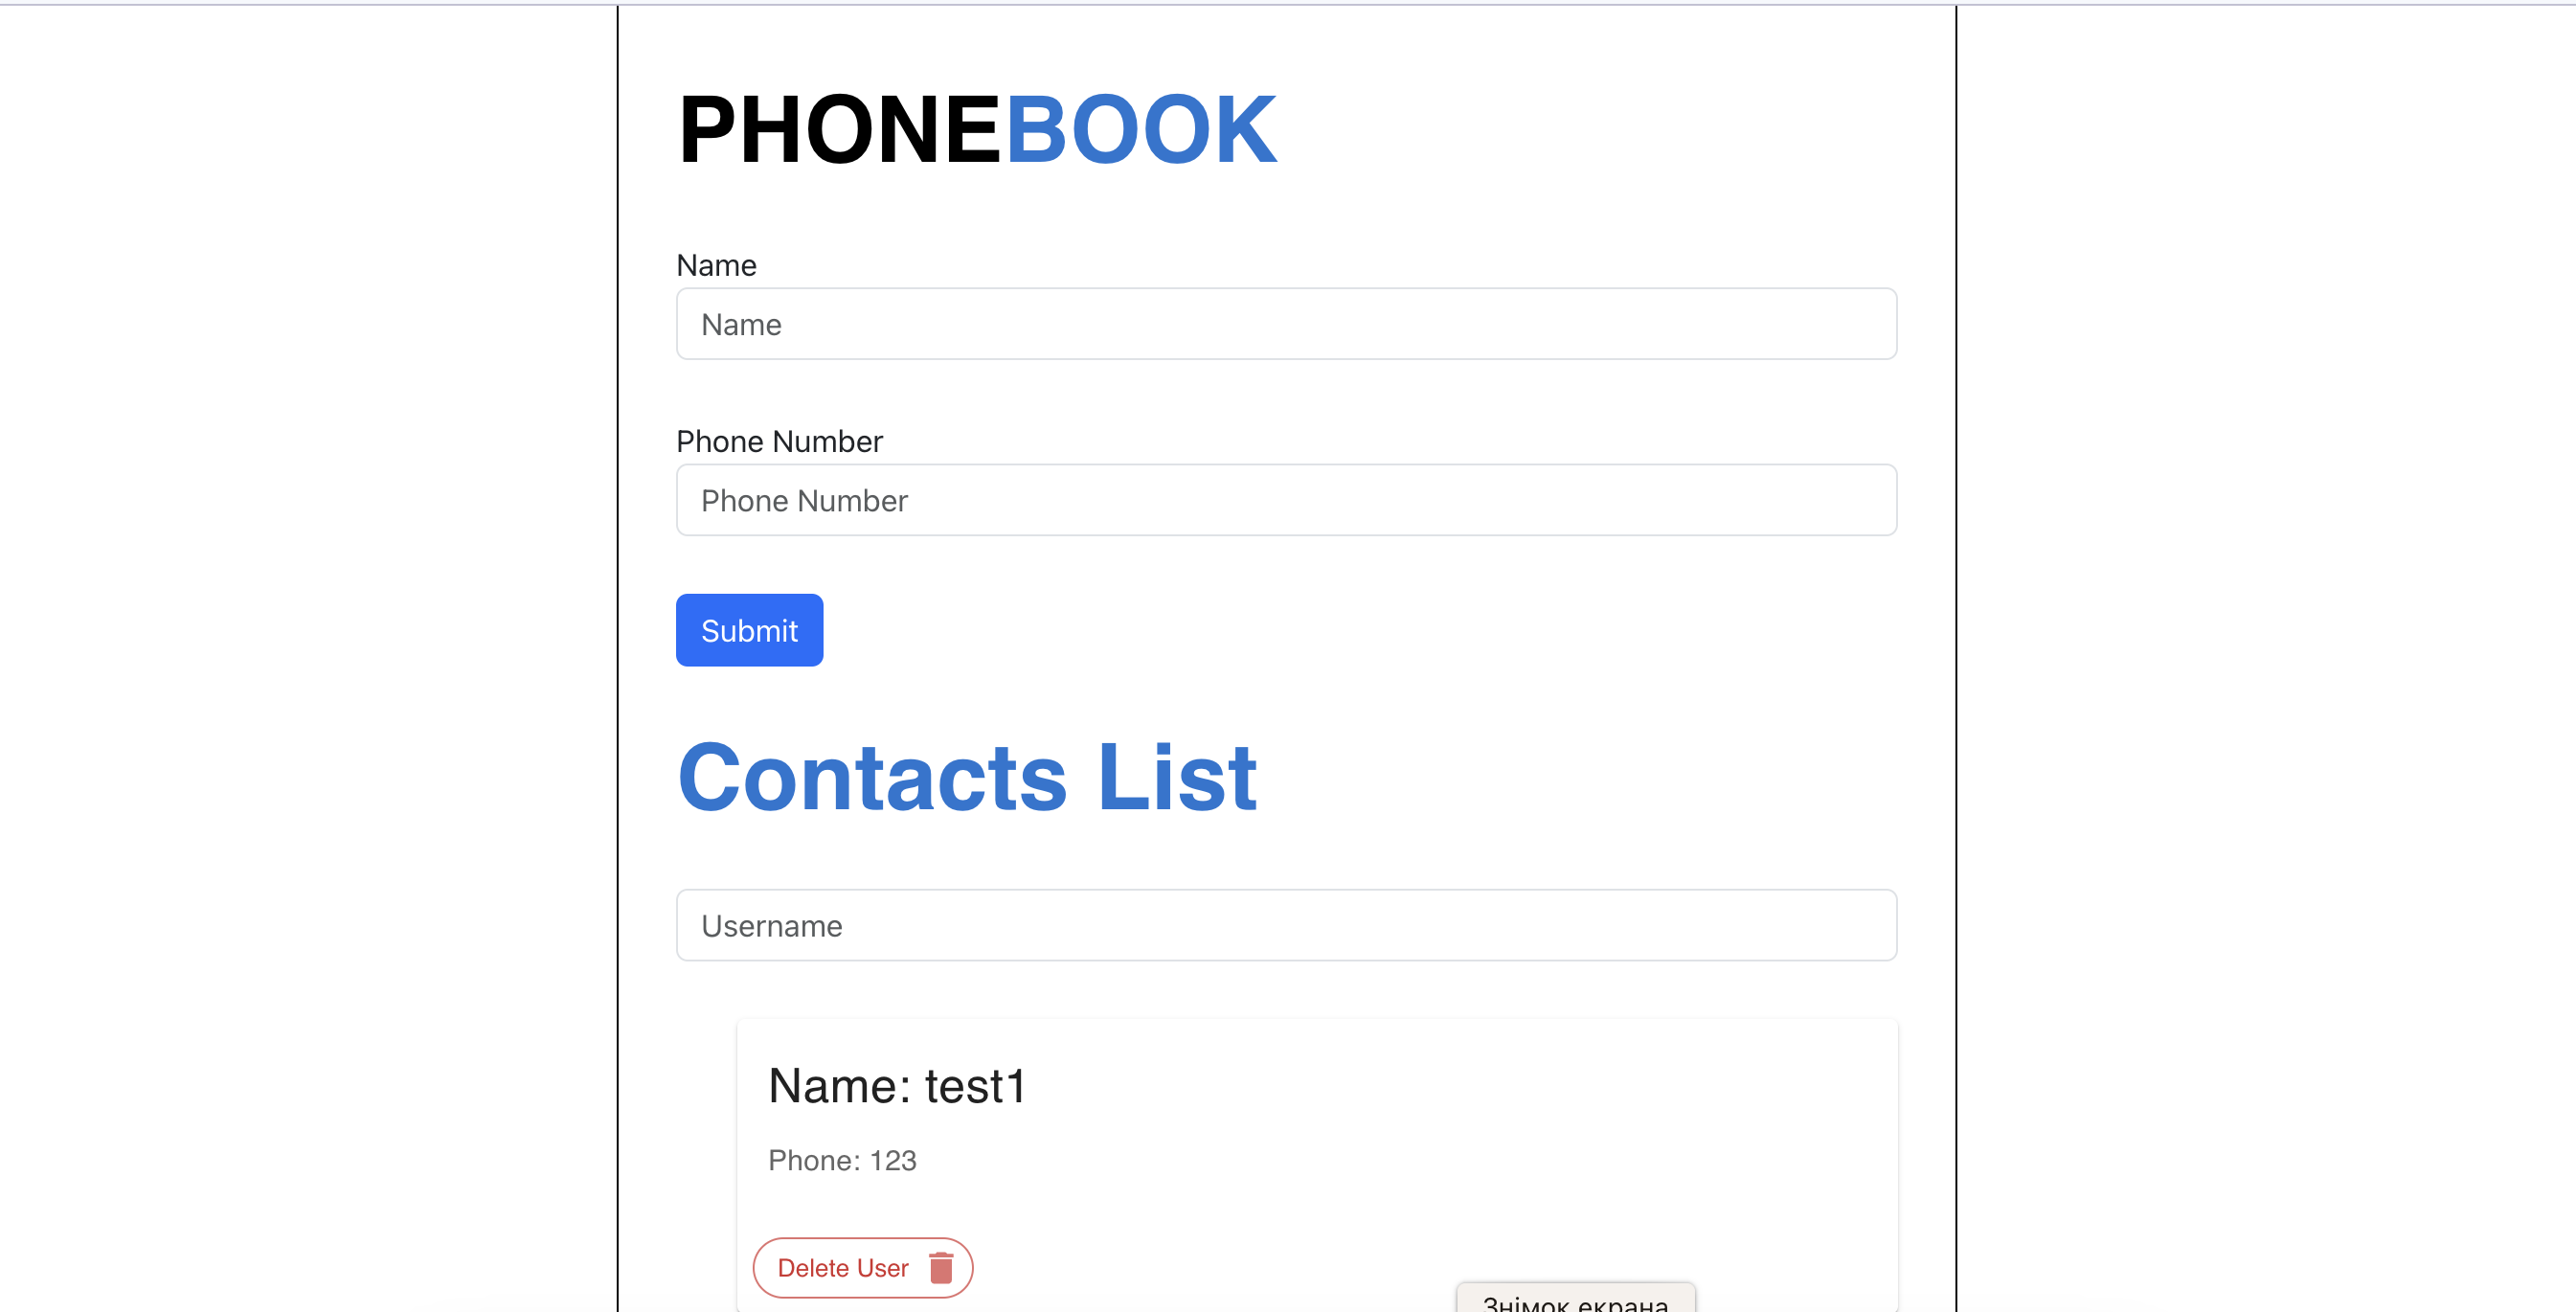 PHONEBOOK
Name
Name
Phone Number
Phone Number
Submit
Contacts List
Username
Name: test1
Phone: 123
Delete User
Знімок екрана